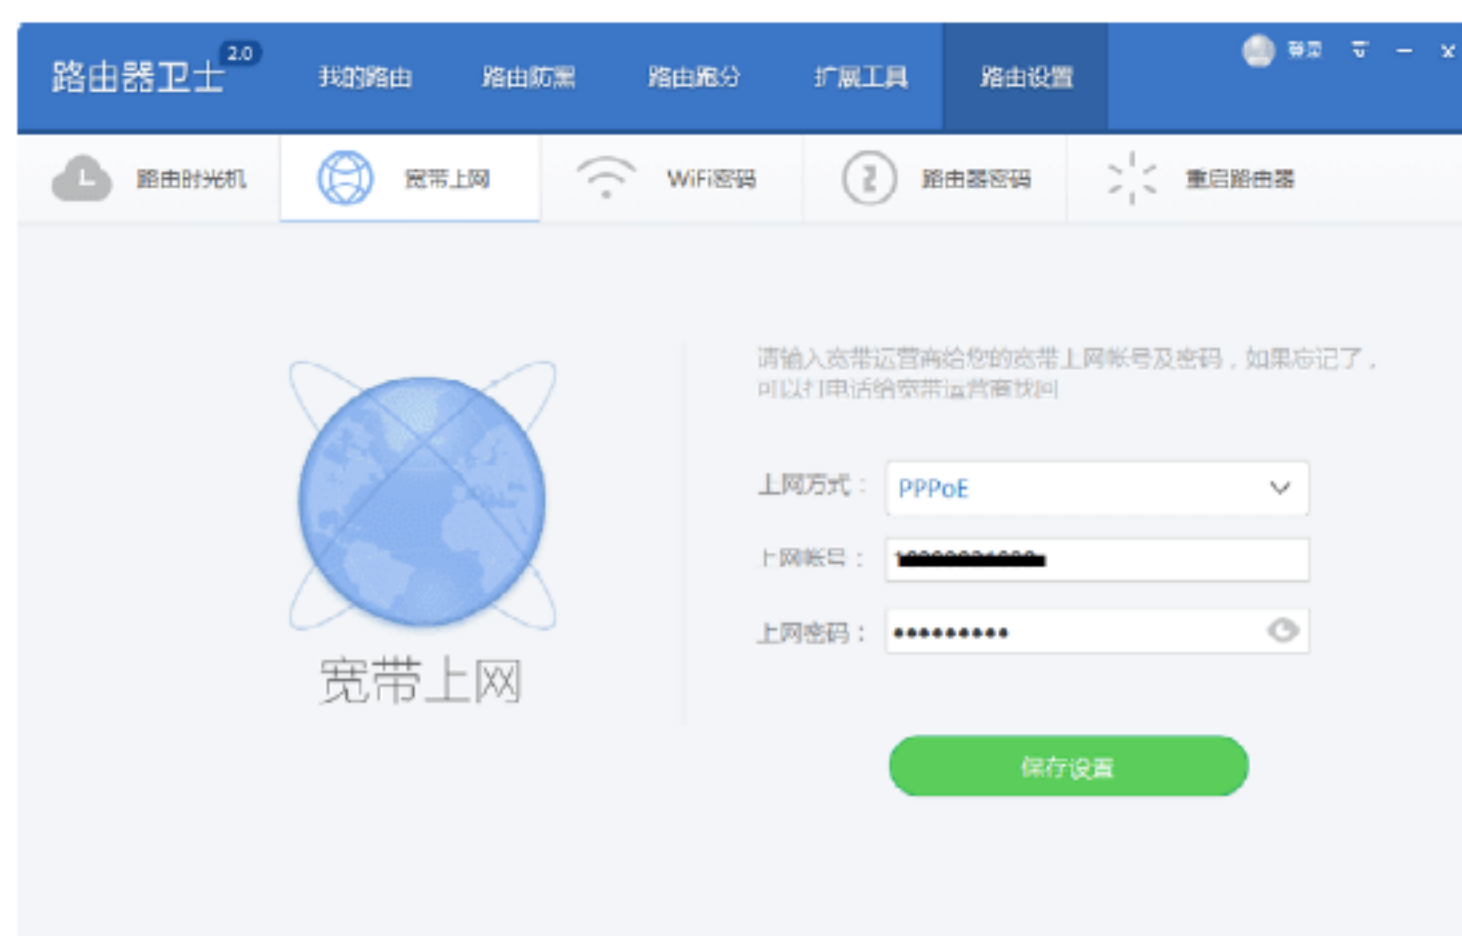 路由器卫士 2.0 我的路由 路由防黑 路由跑分 扩展工具 路由设置 登录
路由时光机 宽带上网 WiFi密码 路由器密码 重启路由器
请输入宽带运营商给您的宽带上网帐号及密码，如果忘记了，
可以打电话给宽带运营商找回
上网方式： PPPoE
上网帐号：
上网密码： •••••••••
宽带上网
保存设置